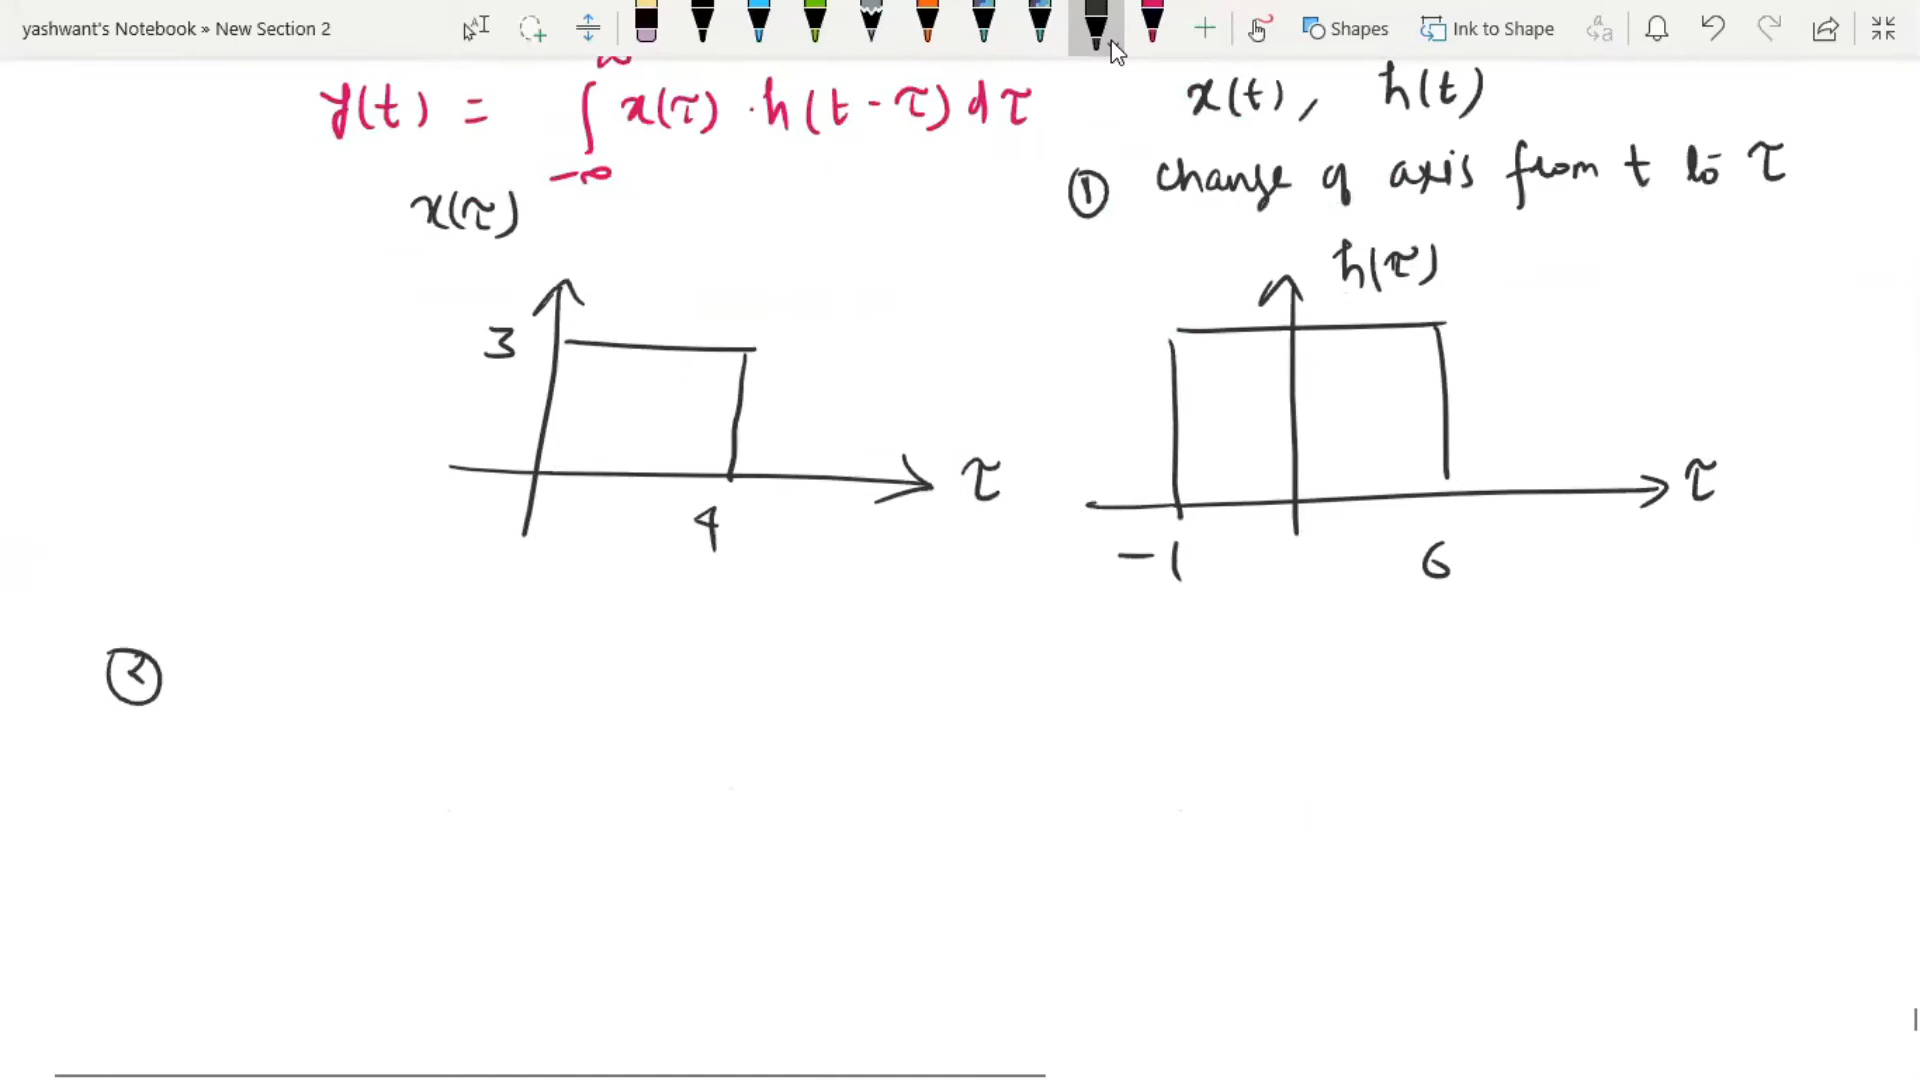 yashwant's Notebook » New Section 2
Shapes
Ink to Shape
y(t) = ∫ x(τ) · h(t - τ) dτ
-∞
x(t), h(t)
① change of axis from t to τ
x(τ)
h(τ)
3
τ
τ
4
-1
6
②